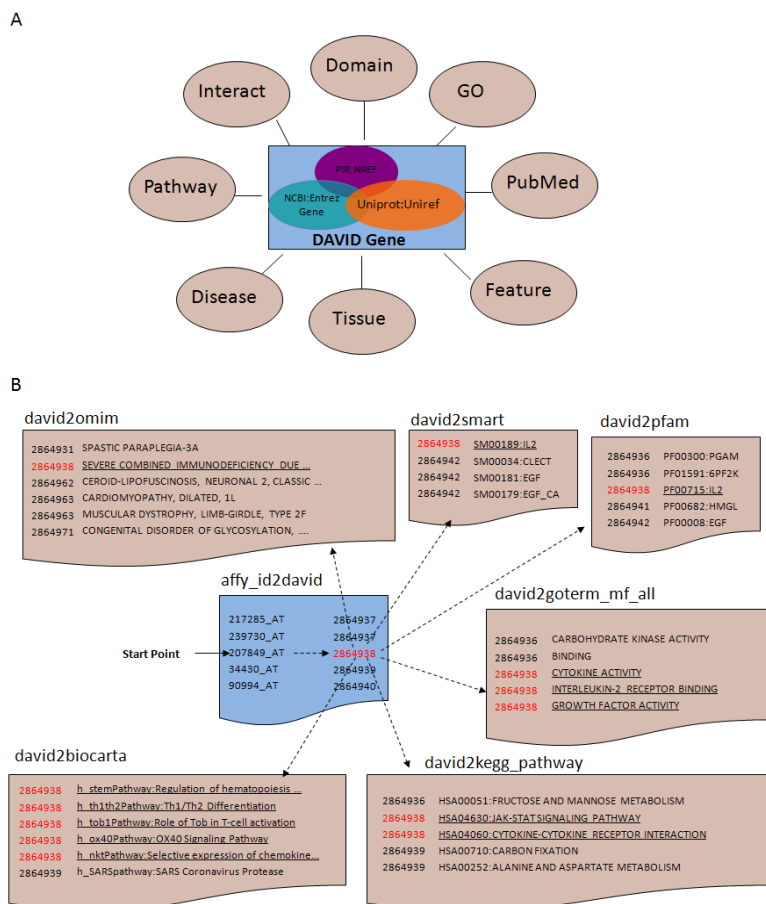 A
Domain
Interact
GO
Pathway
PubMed
PIR:NREF
NCBI:Entrez
Gene
Uniprot:Uniref
DAVID Gene
Disease
Tissue
Feature
B
david2omim
2864931 SPASTIC PARAPLEGIA-3A
2864938 SEVERE COMBINED IMMUNODEFICIENCY DUE ...
2864962 CEROID-LIPOFUSCINOSIS, NEURONAL 2, CLASSIC ...
2864963 CARDIOMYOPATHY, DILATED, 1L
2864963 MUSCULAR DYSTROPHY, LIMB-GIRDLE, TYPE 2F
2864971 CONGENITAL DISORDER OF GLYCOSYLATION, ....
david2smart
2864938 SM00189:IL2
2864942 SM00034:CLECT
2864942 SM00181:EGF
2864942 SM00179:EGF_CA
david2pfam
2864936 PF00300:PGAM
2864936 PF01591:6PF2K
2864938 PF00715:IL2
2864941 PF00682:HMGL
2864942 PF00008:EGF
affy_id2david
217285_AT 2864937
239730_AT 2864937
Start Point
207849_AT 2864938
34430_AT 2864939
90994_AT 2864940
david2goterm_mf_all
2864936 CARBOHYDRATE KINASE ACTIVITY
2864936 BINDING
2864938 CYTOKINE ACTIVITY
2864938 INTERLEUKIN-2 RECEPTOR BINDING
2864938 GROWTH FACTOR ACTIVITY
david2biocarta
2864938 h_stemPathway:Regulation of hematopoiesis ...
2864938 h_th1th2Pathway:Th1/Th2 Differentiation
2864938 h_tob1Pathway:Role of Tob in T-cell activation
2864938 h_ox40Pathway:OX40 Signaling Pathway
2864938 h_nktPathway:Selective expression of chemokine...
2864939 h_SARSpathway:SARS Coronavirus Protease
david2kegg_pathway
2864936 HSA00051:FRUCTOSE AND MANNOSE METABOLISM
2864938 HSA04630:JAK-STAT SIGNALING PATHWAY
2864938 HSA04060:CYTOKINE-CYTOKINE RECEPTOR INTERACTION
2864939 HSA00710:CARBON FIXATION
2864939 HSA00252:ALANINE AND ASPARTATE METABOLISM